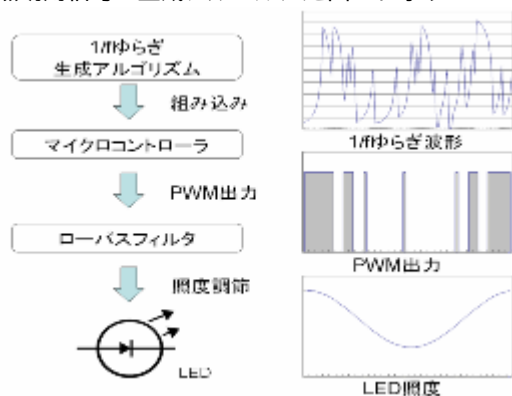 1/fゆらぎ
生成アルゴリズム
組み込み
マイクロコントローラ
PWM出力
ローパスフィルタ
照度調節
LED
1/fゆらぎ波形
PWM出力
LED照度